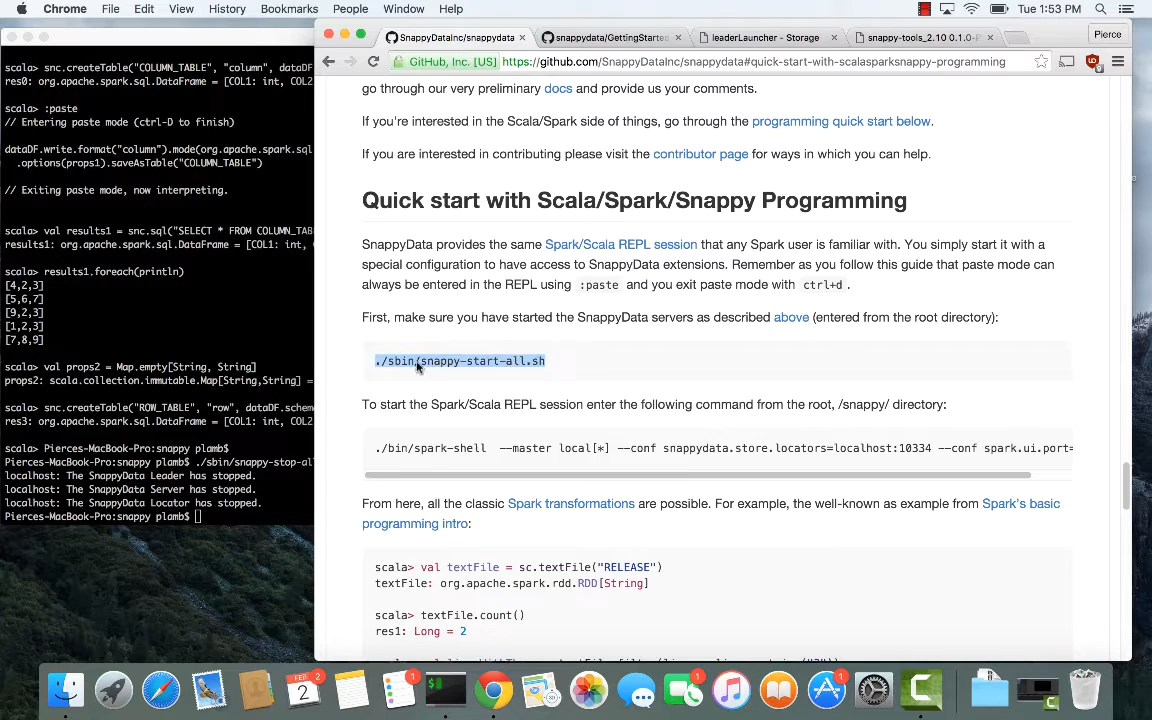 Chrome File Edit View History Bookmarks People Window Help Tue 1:53 PM
SnappyDataInc/snappydata snappydata/GettingStarted leaderLauncher - Storage snappy-tools_2.10 0.1.0-P Pierce
GitHub, Inc. [US] https://github.com/SnappyDataInc/snappydata#quick-start-with-scalasparksnappy-programming
scala> snc.createTable("COLUMN_TABLE", "column", dataDF
res0: org.apache.spark.sql.DataFrame = [COL1: int, COL2
scala> :paste
// Entering paste mode (ctrl-D to finish)
dataDF.write.format("column").mode(org.apache.spark.sql
.options(props1).saveAsTable("COLUMN_TABLE")
// Exiting paste mode, now interpreting.
scala> val results1 = snc.sql("SELECT * FROM COLUMN_TAB
results1: org.apache.spark.sql.DataFrame = [COL1: int,
scala> results1.foreach(println)
[4,2,3]
[5,6,7]
[9,2,3]
[1,2,3]
[7,8,9]
scala> val props2 = Map.empty[String, String]
props2: scala.collection.immutable.Map[String,String] =
scala> snc.createTable("ROW_TABLE", "row", dataDF.schem
res3: org.apache.spark.sql.DataFrame = [COL1: int, COL2
scala> Pierces-MacBook-Pro:snappy plamb$
Pierces-MacBook-Pro:snappy plamb$ ./sbin/snappy-stop-al
localhost: The SnappyData Leader has stopped.
localhost: The SnappyData Server has stopped.
localhost: The SnappyData Locator has stopped.
Pierces-MacBook-Pro:snappy plamb$
go through our very preliminary docs and provide us your comments.
If you're interested in the Scala/Spark side of things, go through the programming quick start below.
If you are interested in contributing please visit the contributor page for ways in which you can help.
Quick start with Scala/Spark/Snappy Programming
SnappyData provides the same Spark/Scala REPL session that any Spark user is familiar with. You simply start it with a
special configuration to have access to SnappyData extensions. Remember as you follow this guide that paste mode can
always be entered in the REPL using :paste and you exit paste mode with ctrl+d .
First, make sure you have started the SnappyData servers as described above (entered from the root directory):
./sbin/snappy-start-all.sh
To start the Spark/Scala REPL session enter the following command from the root, /snappy/ directory:
./bin/spark-shell --master local[*] --conf snappydata.store.locators=localhost:10334 --conf spark.ui.port=
From here, all the classic Spark transformations are possible. For example, the well-known as example from Spark's basic
programming intro:
scala> val textFile = sc.textFile("RELEASE")
textFile: org.apache.spark.rdd.RDD[String]
scala> textFile.count()
res1: Long = 2
FEB 2
2
1
1
1